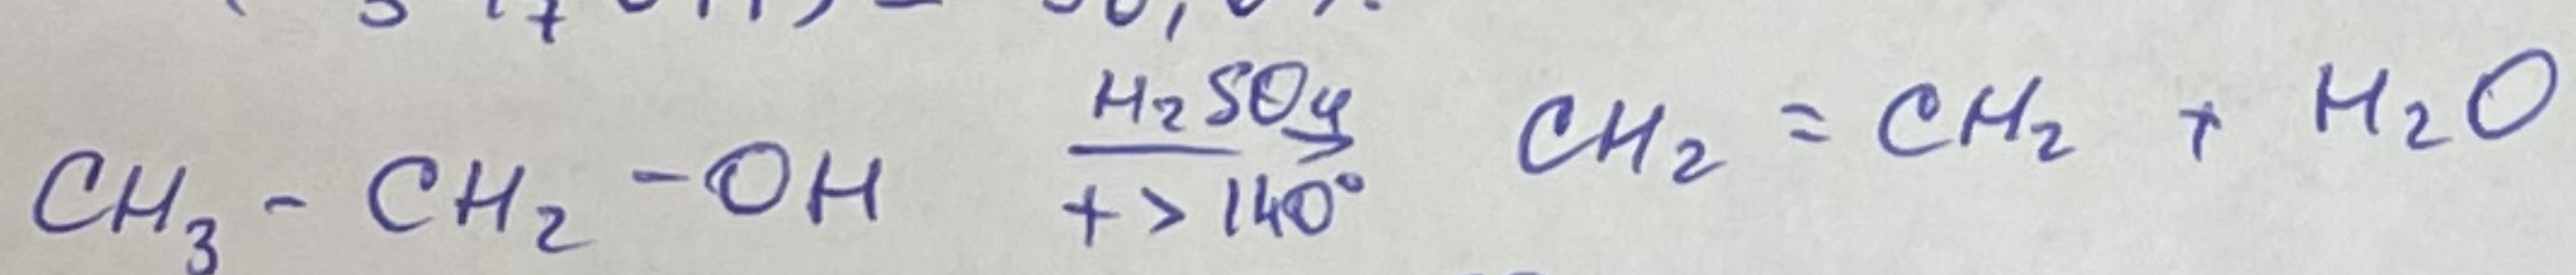 CH₃ - CH₂ - OH H₂SO₄ t > 140° CH₂ = CH₂ + H₂O